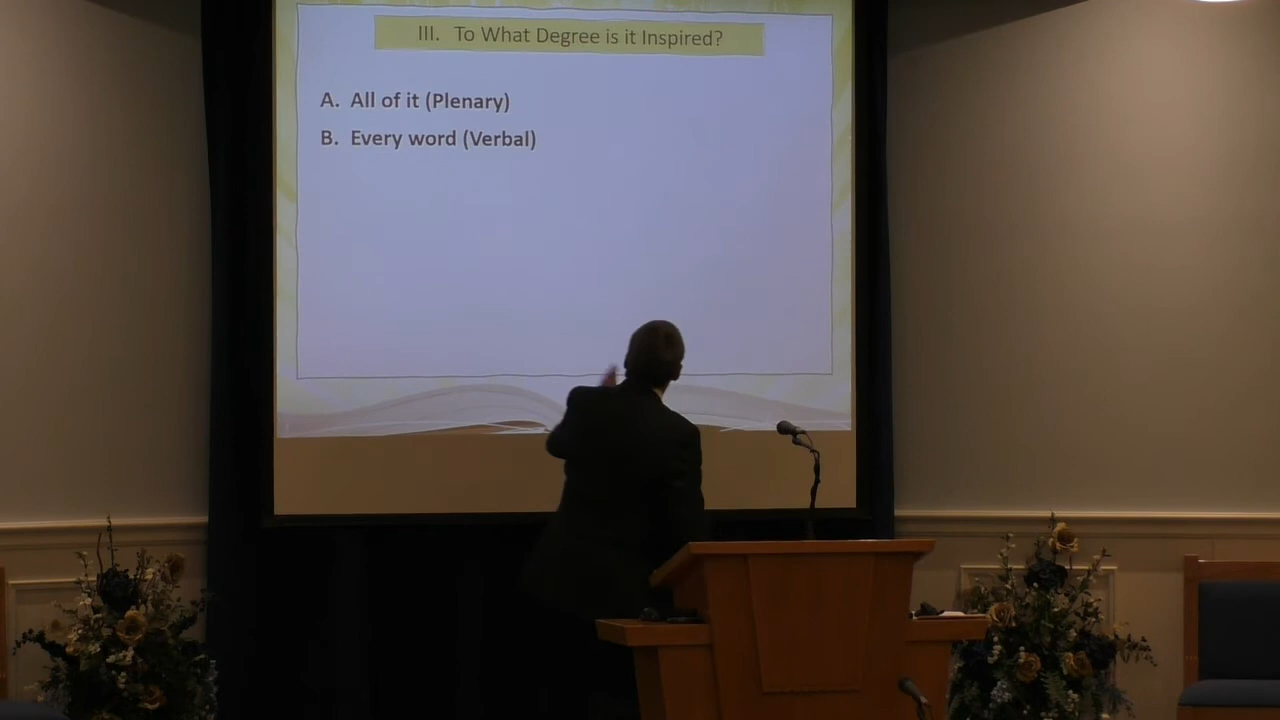 III. To What Degree is it Inspired?
A. All of it (Plenary)
B. Every word (Verbal)